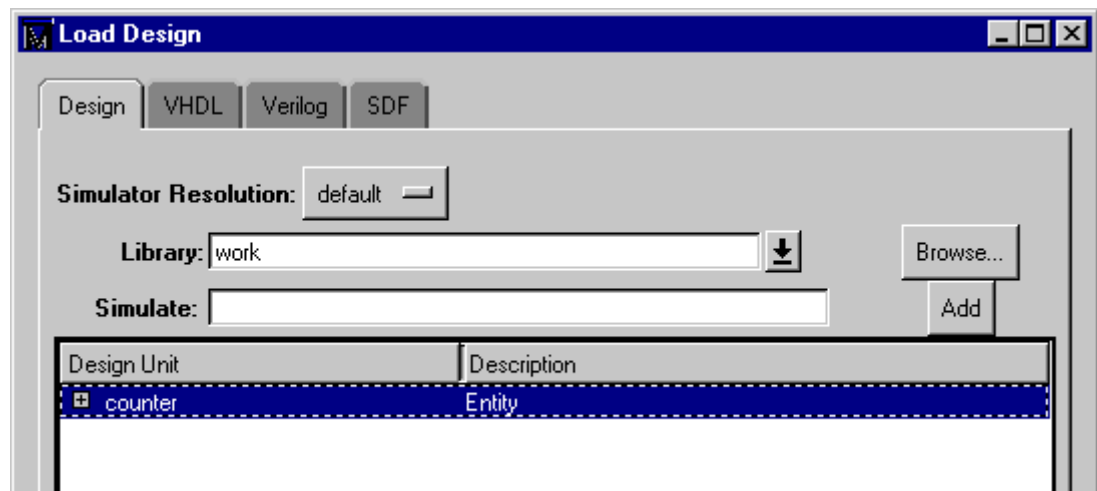 Load Design
Design VHDL Verilog SDF
Simulator Resolution: default
Library: work Browse...
Simulate: Add
Design Unit Description
counter Entity